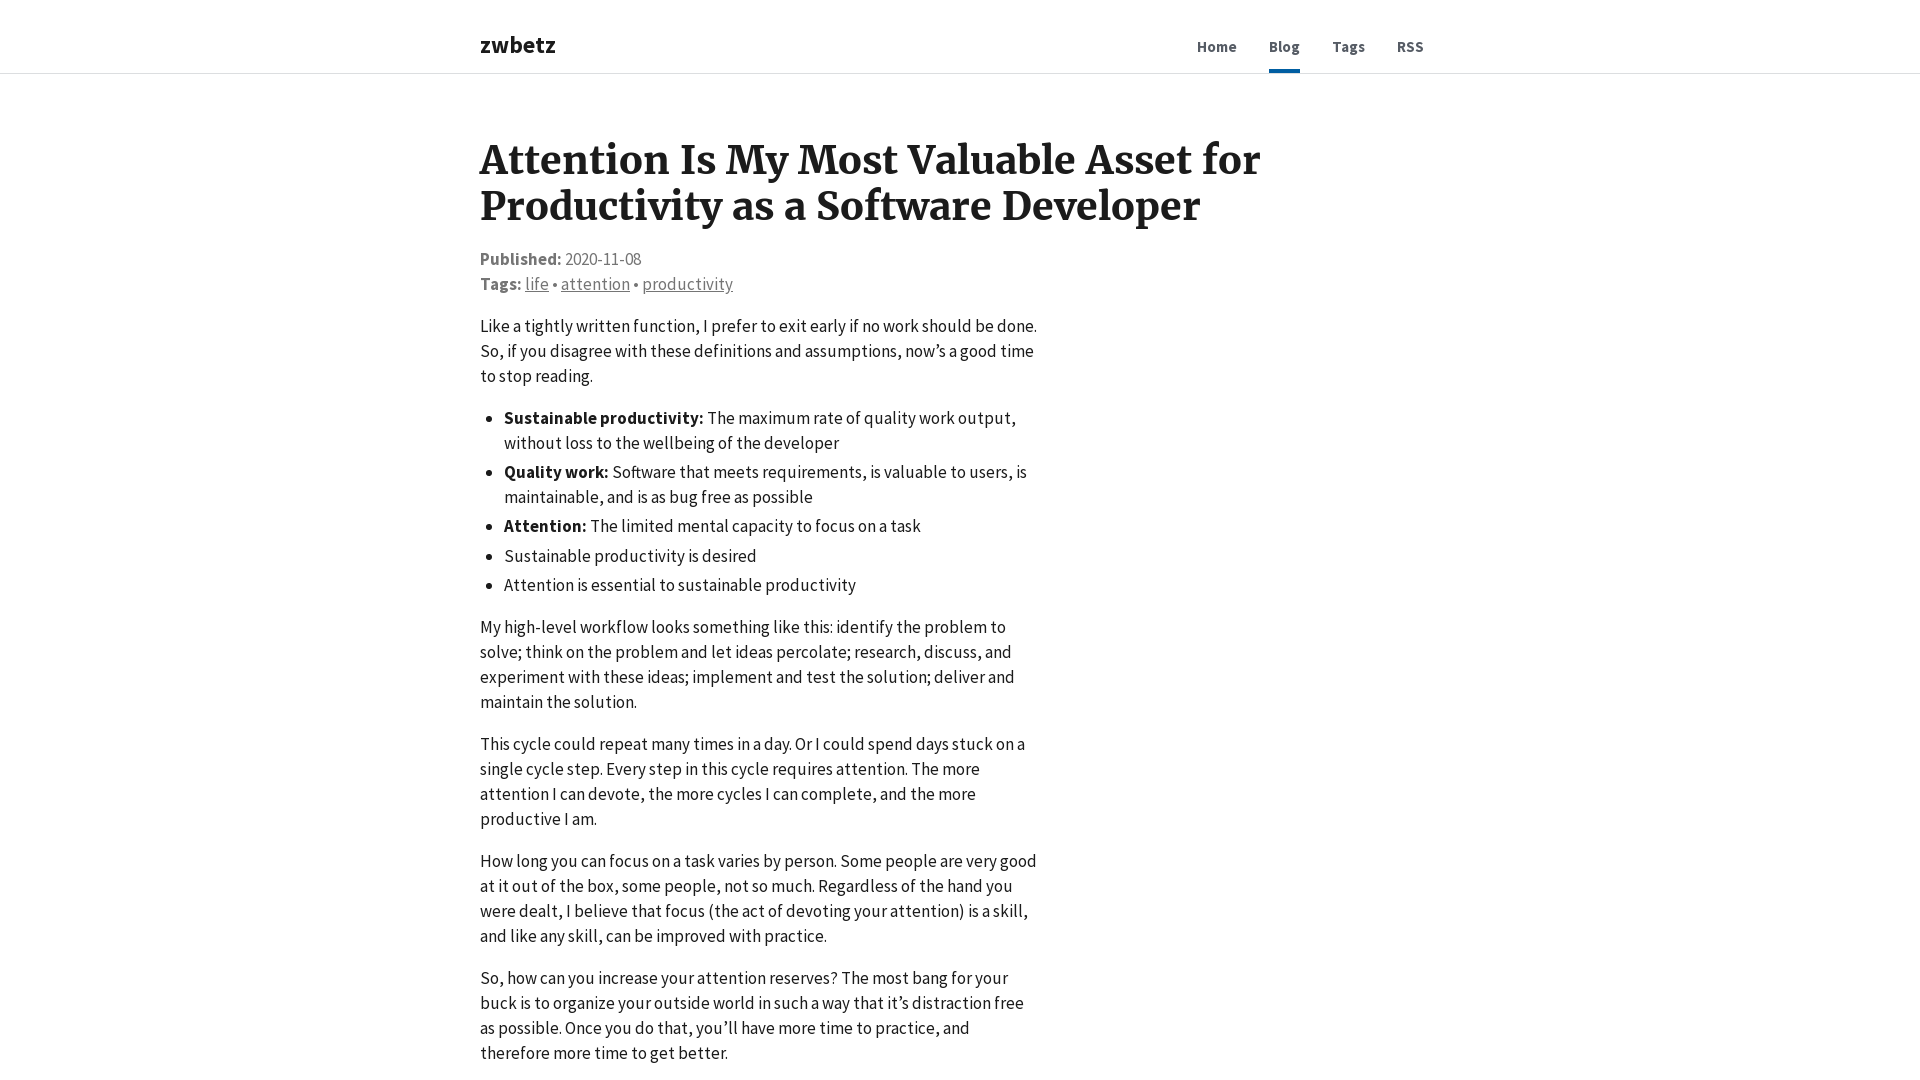 zwbetz
Home
Blog
Tags
RSS
Attention Is My Most Valuable Asset for
Productivity as a Software Developer
Published: 2020-11-08
Tags: life • attention • productivity
Like a tightly written function, I prefer to exit early if no work should be done.
So, if you disagree with these definitions and assumptions, now’s a good time
to stop reading.
• Sustainable productivity: The maximum rate of quality work output,
without loss to the wellbeing of the developer
• Quality work: Software that meets requirements, is valuable to users, is
maintainable, and is as bug free as possible
• Attention: The limited mental capacity to focus on a task
• Sustainable productivity is desired
• Attention is essential to sustainable productivity
My high-level workflow looks something like this: identify the problem to
solve; think on the problem and let ideas percolate; research, discuss, and
experiment with these ideas; implement and test the solution; deliver and
maintain the solution.
This cycle could repeat many times in a day. Or I could spend days stuck on a
single cycle step. Every step in this cycle requires attention. The more
attention I can devote, the more cycles I can complete, and the more
productive I am.
How long you can focus on a task varies by person. Some people are very good
at it out of the box, some people, not so much. Regardless of the hand you
were dealt, I believe that focus (the act of devoting your attention) is a skill,
and like any skill, can be improved with practice.
So, how can you increase your attention reserves? The most bang for your
buck is to organize your outside world in such a way that it’s distraction free
as possible. Once you do that, you’ll have more time to practice, and
therefore more time to get better.